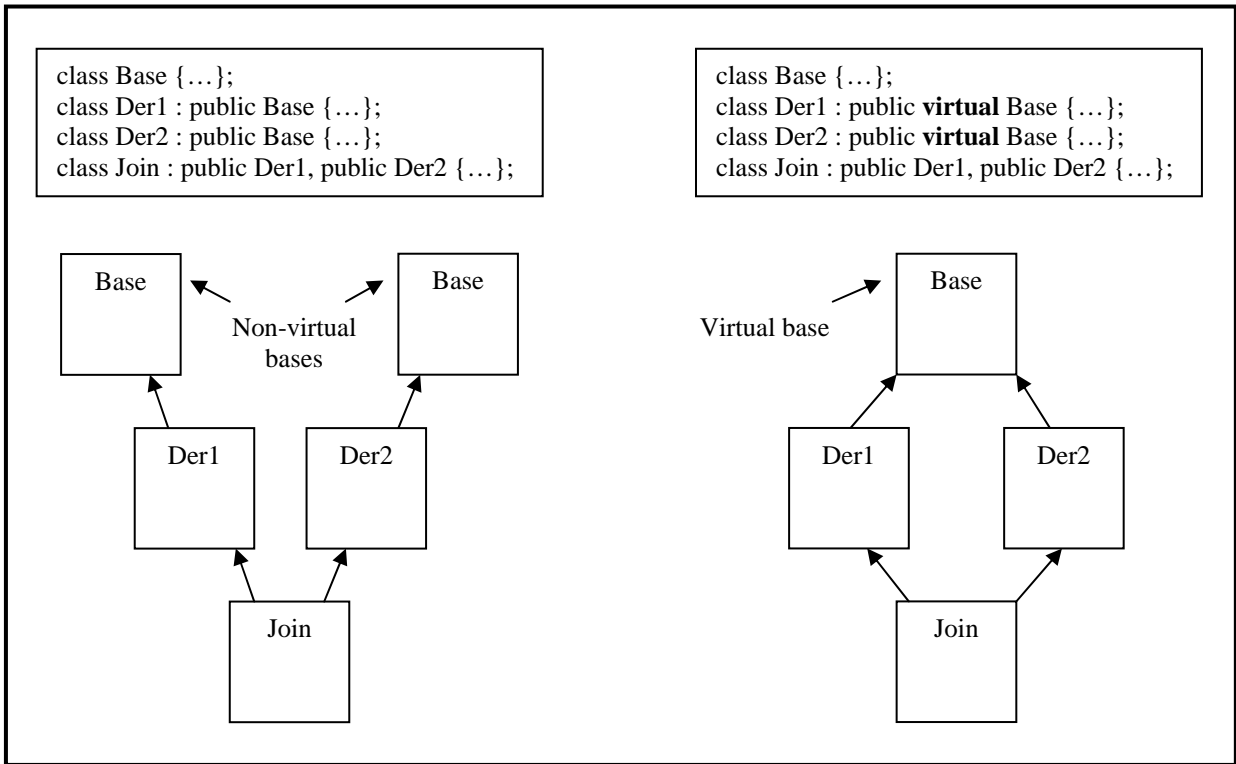 class Base {…};
class Der1 : public Base {…};
class Der2 : public Base {…};
class Join : public Der1, public Der2 {…};
Base
Base
Non-virtual
bases
Der1
Der2
Join
class Base {…};
class Der1 : public virtual Base {…};
class Der2 : public virtual Base {…};
class Join : public Der1, public Der2 {…};
Base
Virtual base
Der1
Der2
Join